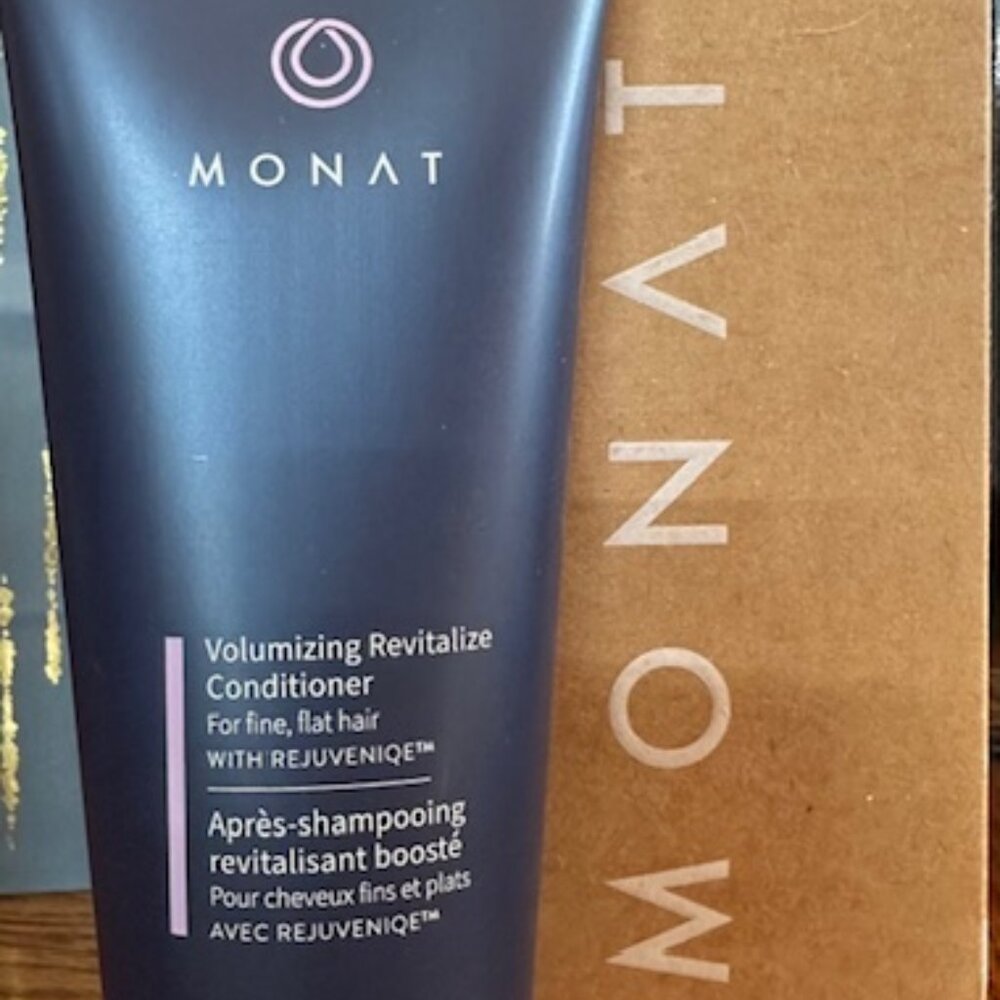 MONAT
Volumizing Revitalize
Conditioner
For fine, flat hair
WITH REJUVENIQE™
Après-shampooing
revitalisant boosté
Pour cheveux fins et plats
AVEC REJUVENIQE™
MONAT